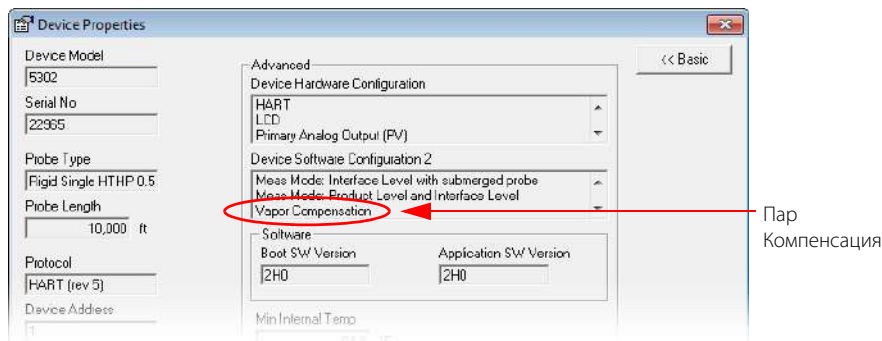 Device Properties
Device Model
5302
Serial No
22965
Probe Type
Rigid Single HTHP 0.5
Probe Length
10,000 ft
Protocol
HART (rev 5)
Device Address
1
Advanced
Device Hardware Configuration
HART
LCD
Primary Analog Output (PV)
Device Software Configuration 2
Meas Mode: Interface Level with submerged probe
Meas Mode: Product Level and Interface Level
Vapor Compensation
Software
Boot SW Version
Application SW Version
2H0
2H0
Min Internal Temp
<< Basic
Пар
Компенсация